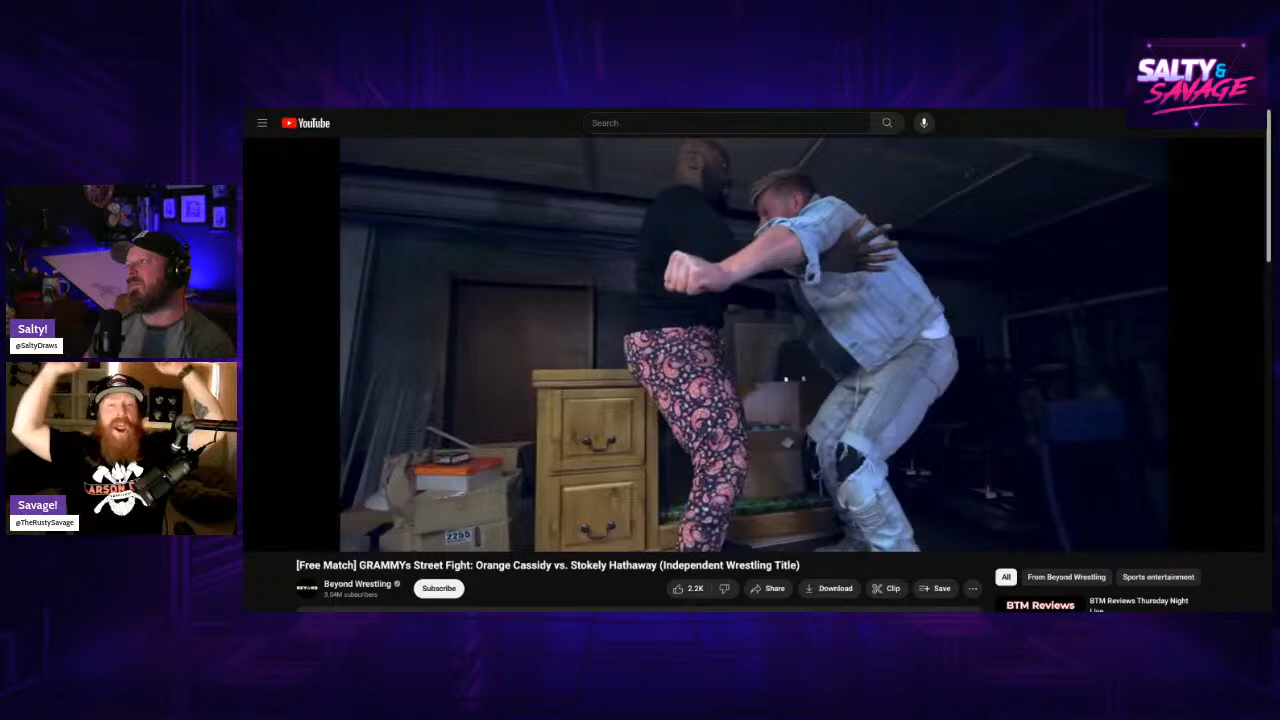 SALTY &
SAVAGE
YouTube
Search
Salty!
@SaltyDraws
ARSON
Savage!
@TheRustySavage
2255
[Free Match] GRAMMYs Street Fight: Orange Cassidy vs. Stokely Hathaway (Independent Wrestling Title)
Beyond Wrestling
3.54M subscribers
Subscribe
2.2K
Share
Download
Clip
Save
All
From Beyond Wrestling
Sports entertainment
BTM Reviews
BTM Reviews Thursday Night
Live